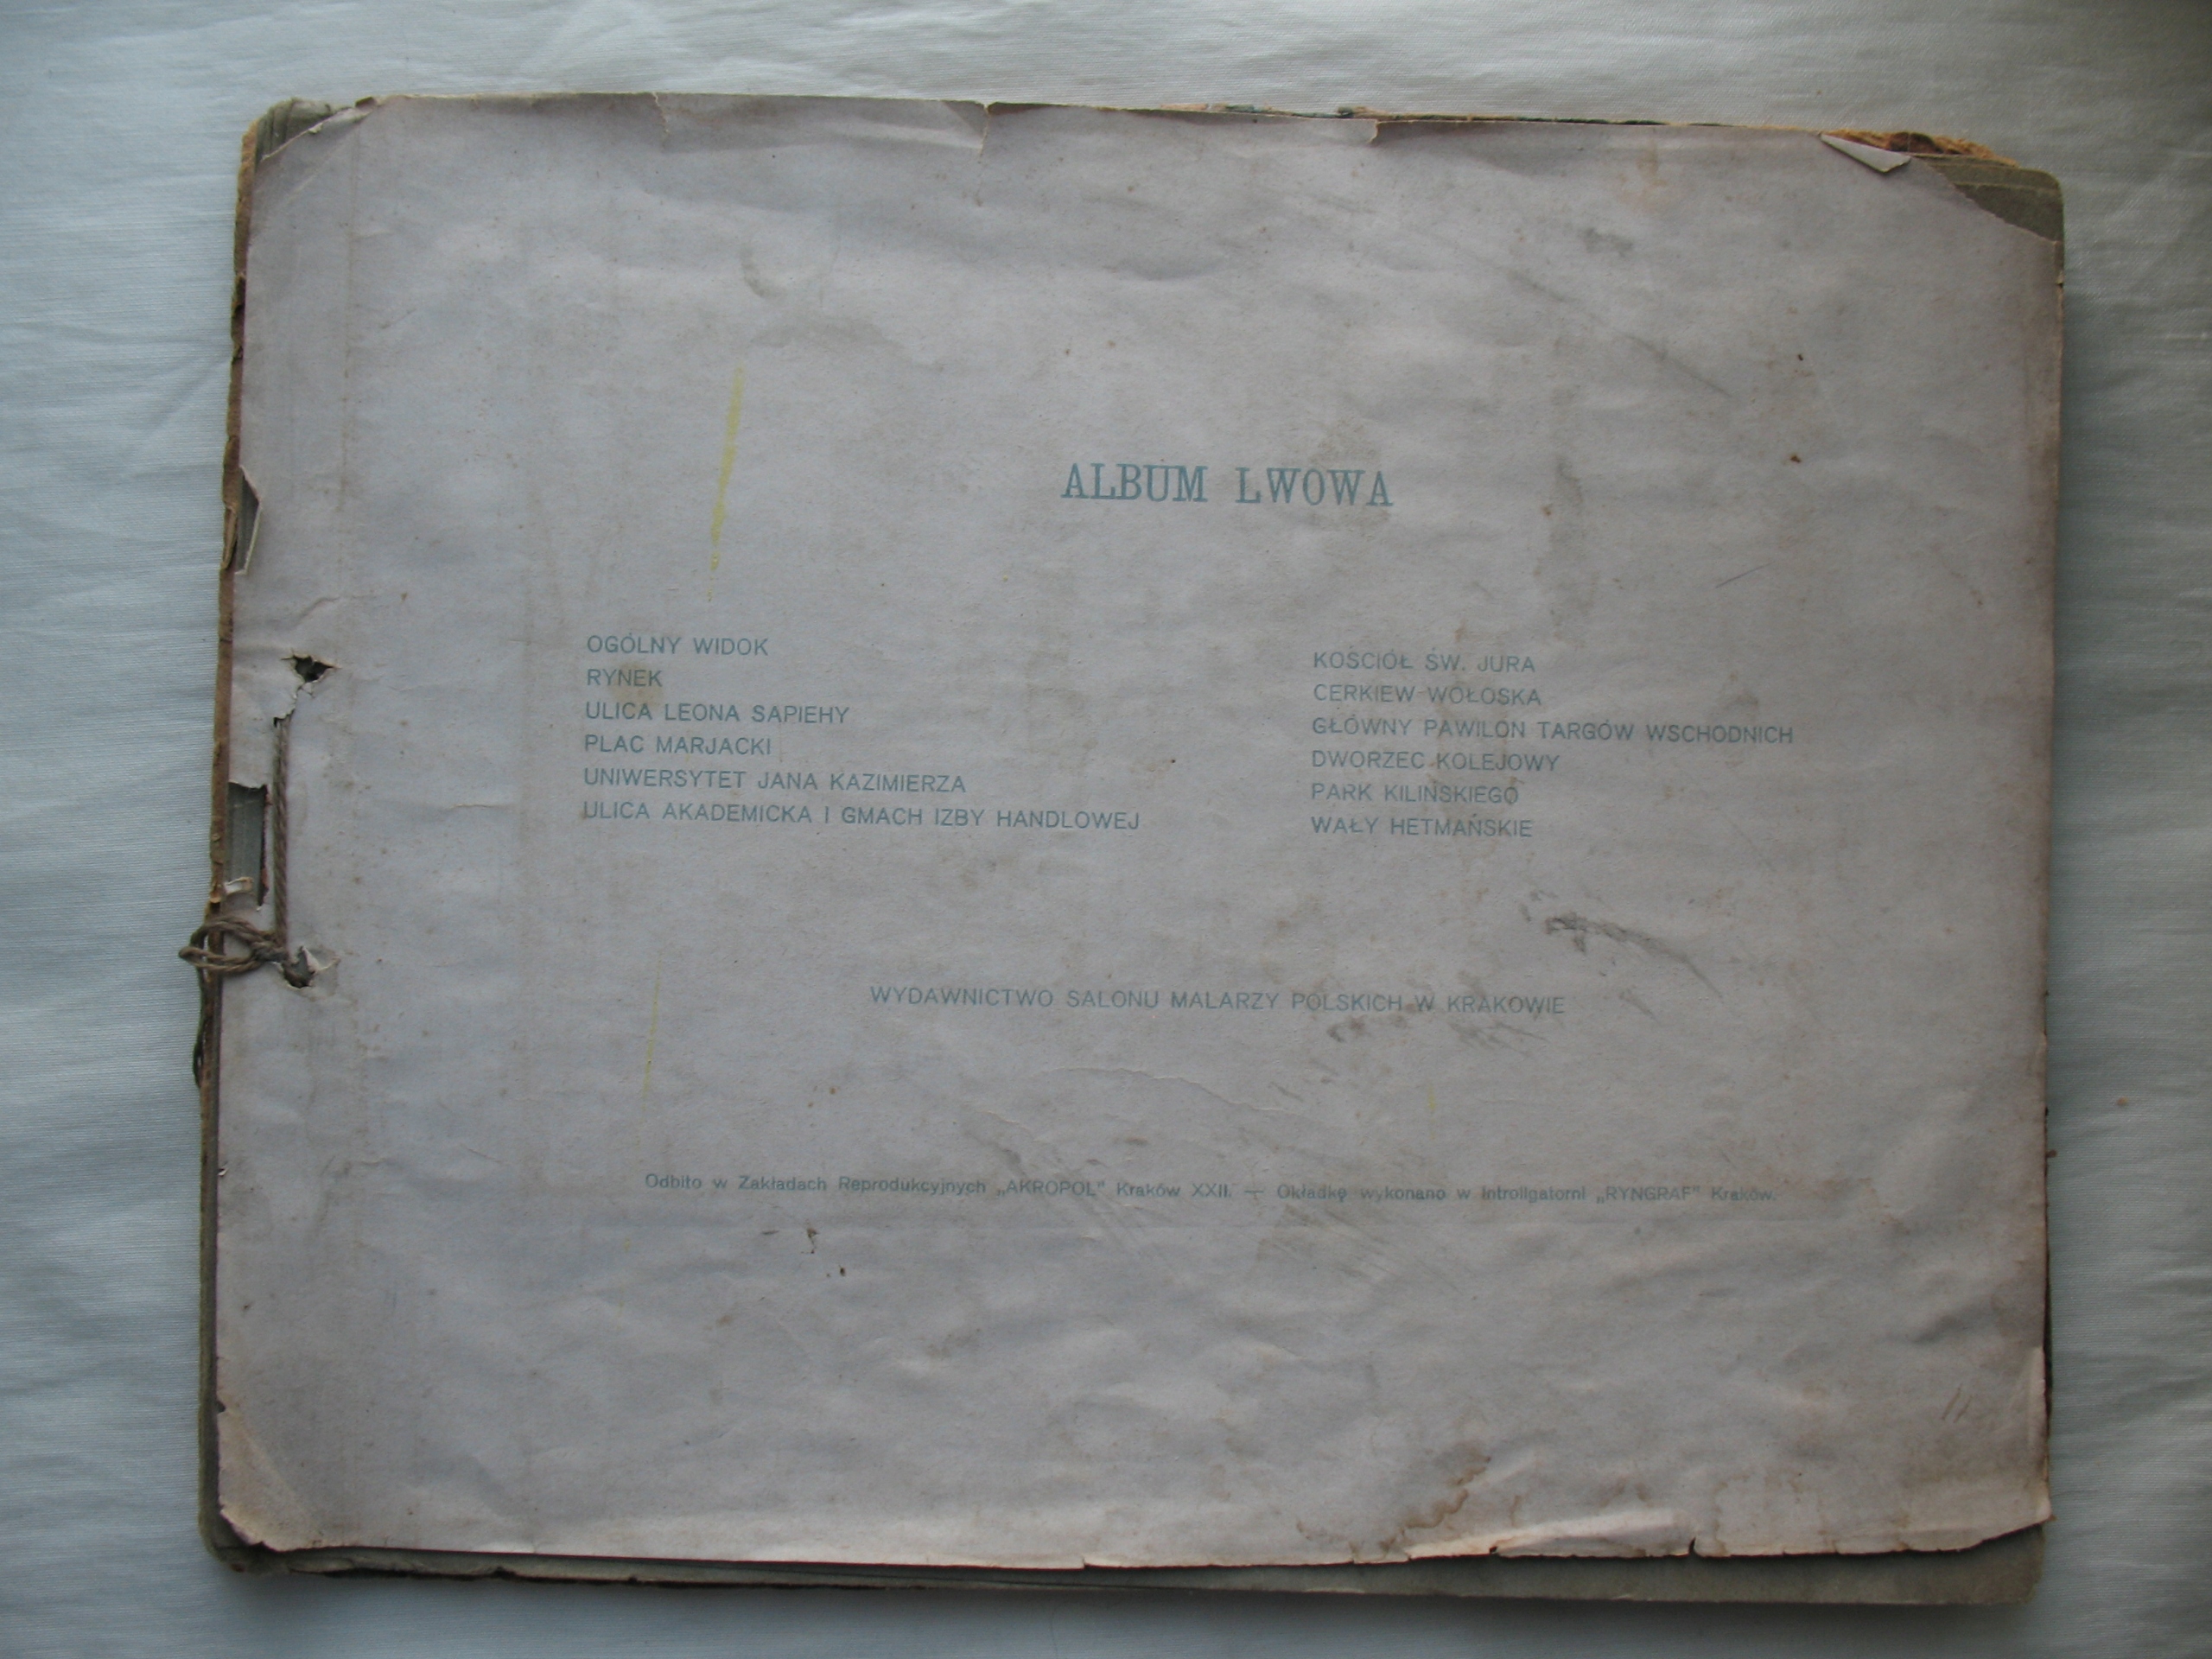 ALBUM LWOWA
OGÓLNY WIDOK
RYNEK
ULICA LEONA SAPIEHY
PLAC MARJACKI
UNIWERSYTET JANA KAZIMIERZA
ULICA AKADEMICKA I GMACH IZBY HANDLOWEJ
KOŚCIÓŁ ŚW. JURA
CERKIEW WOŁOSKA
GŁÓWNY PAWILON TARGÓW WSCHODNICH
DWORZEC KOLEJOWY
PARK KILIŃSKIEGO
WAŁY HETMAŃSKIE
WYDAWNICTWO SALONU MALARZY POLSKICH W KRAKOWIE
Odbito w Zakładach Reprodukcyjnych „AKROPOL" Kraków XXII. — Okładkę wykonano w Introligatorni „RYNGRAF" Kraków.